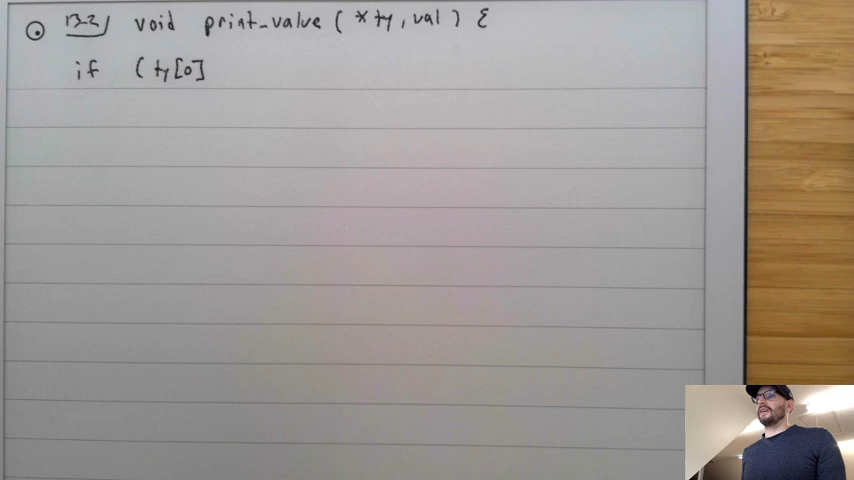 13-2/ void print_value ( *ty, val ) {
if ( ty[0]